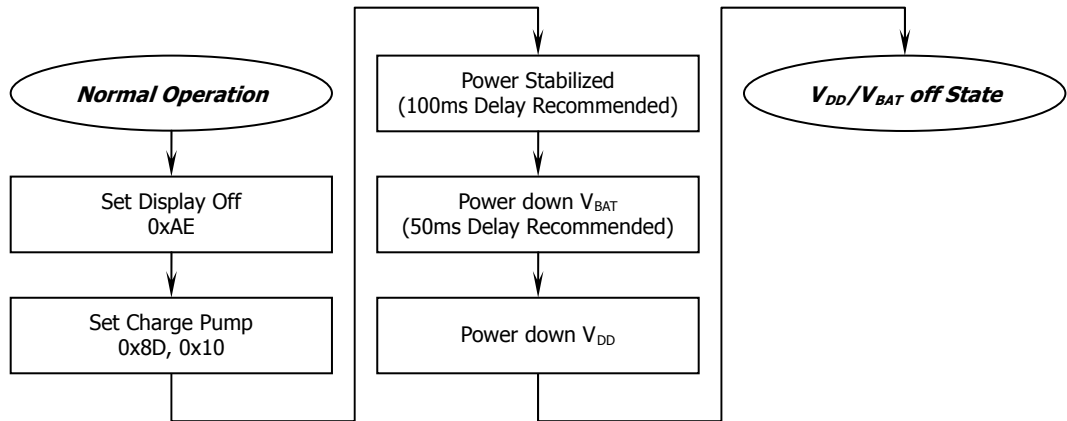 Normal Operation
Set Display Off
0xAE
Set Charge Pump
0x8D, 0x10
Power Stabilized
(100ms Delay Recommended)
Power down VBAT
(50ms Delay Recommended)
Power down VDD
VDD/VBAT off State